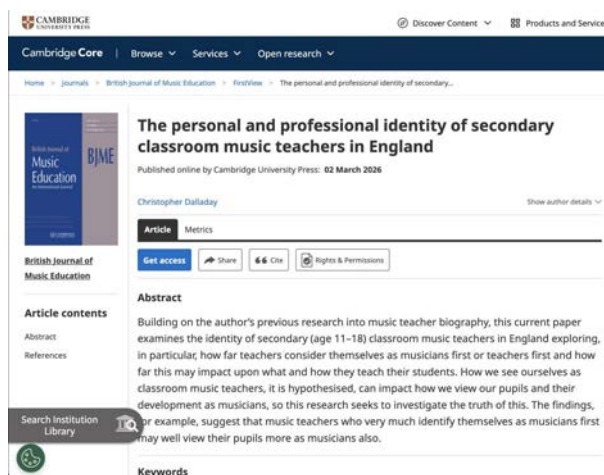 CAMBRIDGE
UNIVERSITY PRESS
Discover Content
Products and Service
Cambridge Core | Browse Services Open research
Home > Journals > British Journal of Music Education > FirstView > The personal and professional identity of secondary...
British Journal of
Music
Education
BJME
The personal and professional identity of secondary
classroom music teachers in England
Published online by Cambridge University Press: 02 March 2026
Christopher Dalladay
Show author details
Article Metrics
Get access Share Cite Rights & Permissions
British Journal of
Music Education
Article contents
Abstract
References
Abstract
Building on the author's previous research into music teacher biography, this current paper
examines the identity of secondary (age 11–18) classroom music teachers in England exploring,
in particular, how far teachers consider themselves as musicians first or teachers first and how
far this may impact upon what and how they teach their students. How we see ourselves as
classroom music teachers, it is hypothesised, can impact how we view our pupils and their
development as musicians, so this research seeks to investigate the truth of this. The findings,
for example, suggest that music teachers who very much identify themselves as musicians first
may well view their pupils more as musicians also.
Keywords
Search Institution
Library